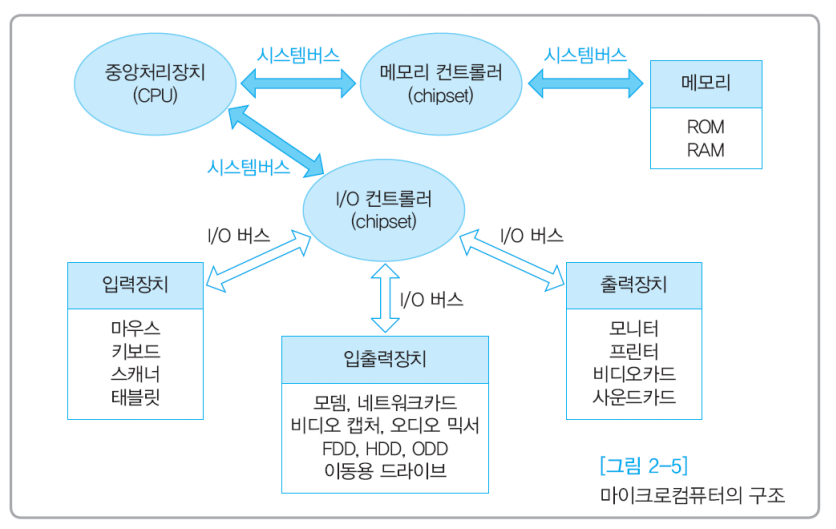 시스템버스
시스템버스
중앙처리장치
(CPU)
메모리 컨트롤러
(chipset)
메모리
ROM
RAM
시스템버스
I/O 컨트롤러
(chipset)
I/O 버스
I/O 버스
I/O 버스
입력장치
마우스
키보드
스캐너
태블릿
입출력장치
모뎀, 네트워크카드
비디오 캡처, 오디오 믹서
FDD, HDD, ODD
이동용 드라이브
출력장치
모니터
프린터
비디오카드
사운드카드
[그림 2-5]
마이크로컴퓨터의 구조